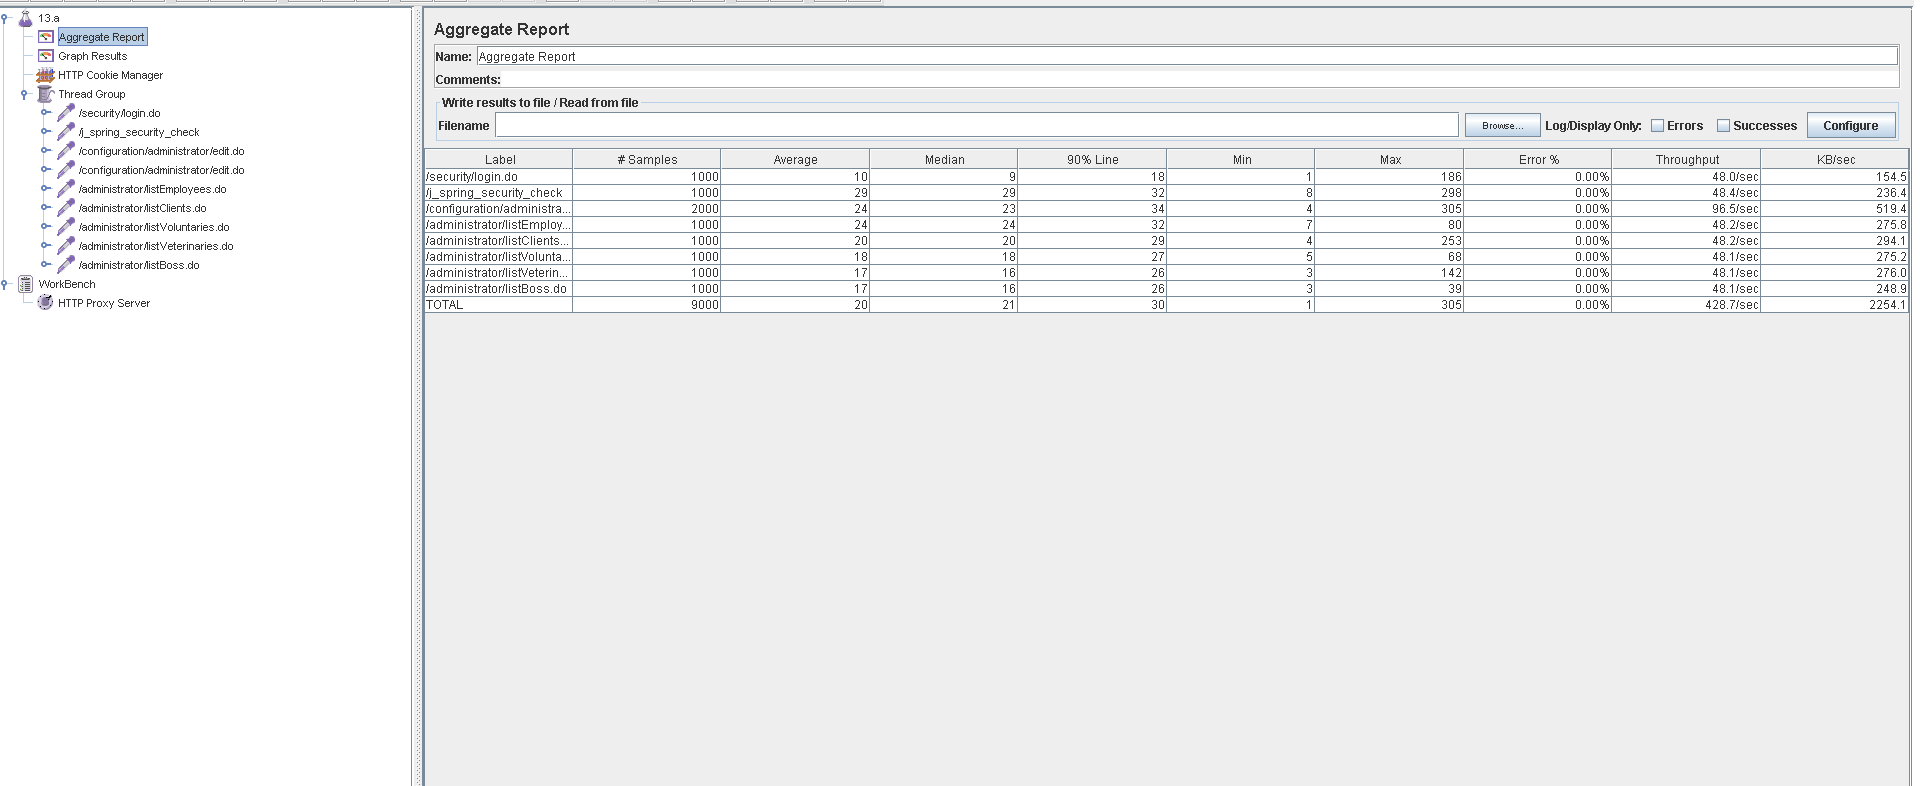 13.a
Aggregate Report
Graph Results
HTTP Cookie Manager
Thread Group
/security/login.do
/j_spring_security_check
/configuration/administrator/edit.do
/configuration/administrator/edit.do
/administrator/listEmployees.do
/administrator/listClients.do
/administrator/listVoluntaries.do
/administrator/listVeterinaries.do
/administrator/listBoss.do
WorkBench
HTTP Proxy Server
Aggregate Report
Name: Aggregate Report
Comments:
Write results to file / Read from file
Filename Browse... Log/Display Only: Errors Successes Configure
Label # Samples Average Median 90% Line Min Max Error % Throughput KB/sec
/security/login.do 1000 10 9 18 1 186 0.00% 48.0/sec 154.5
/j_spring_security_check 1000 29 29 32 8 298 0.00% 48.4/sec 236.4
/configuration/administra... 2000 24 23 34 4 305 0.00% 96.5/sec 519.4
/administrator/listEmploy... 1000 24 24 32 7 80 0.00% 48.2/sec 275.8
/administrator/listClients... 1000 20 20 29 4 253 0.00% 48.2/sec 294.1
/administrator/listVolunta... 1000 18 18 27 5 68 0.00% 48.1/sec 275.2
/administrator/listVeterin... 1000 17 16 26 3 142 0.00% 48.1/sec 276.0
/administrator/listBoss.do 1000 17 16 26 3 39 0.00% 48.1/sec 248.9
TOTAL 9000 20 21 30 1 305 0.00% 428.7/sec 2254.1